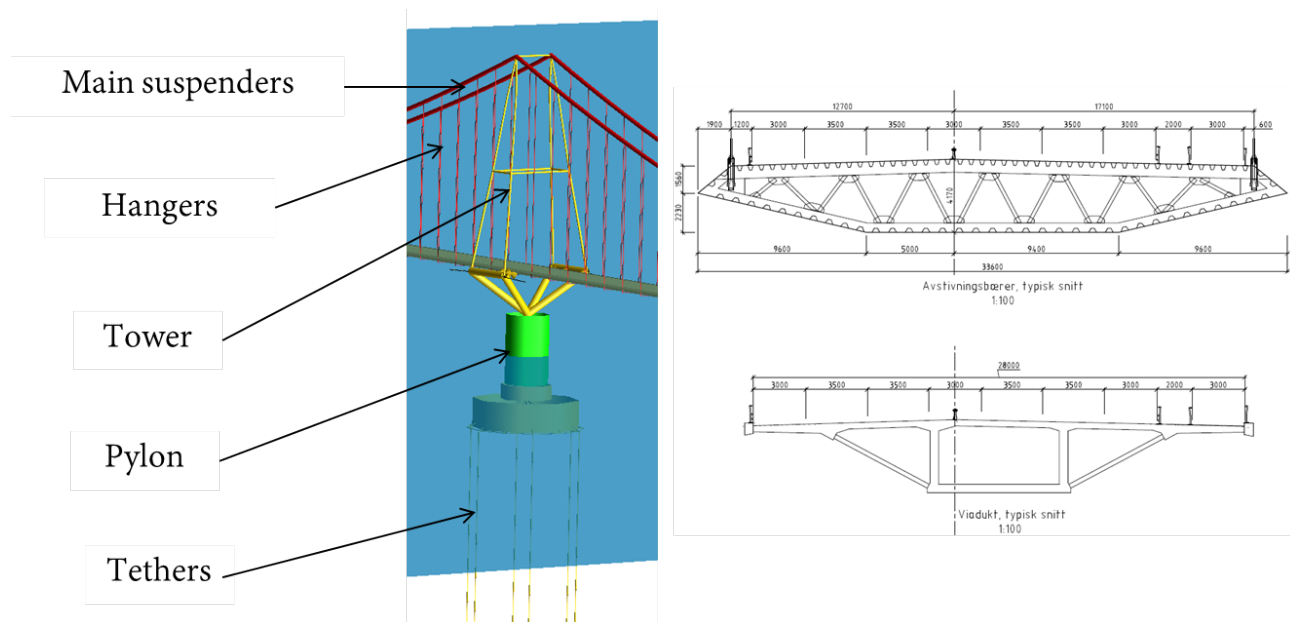 Main suspenders
Hangers
Tower
Pylon
Tethers
12700 17100
1900 1200 3000 3500 3500 3000 3500 3500 3000 2000 3000 600
1560
2230
4170
9600 5000 9400 9600
33600
Avstivningsbærer, typisk snitt
1:100
28000
3000 3500 3500 3000 3500 3500 3000 2000 3000
Viadukt, typisk snitt
1:100